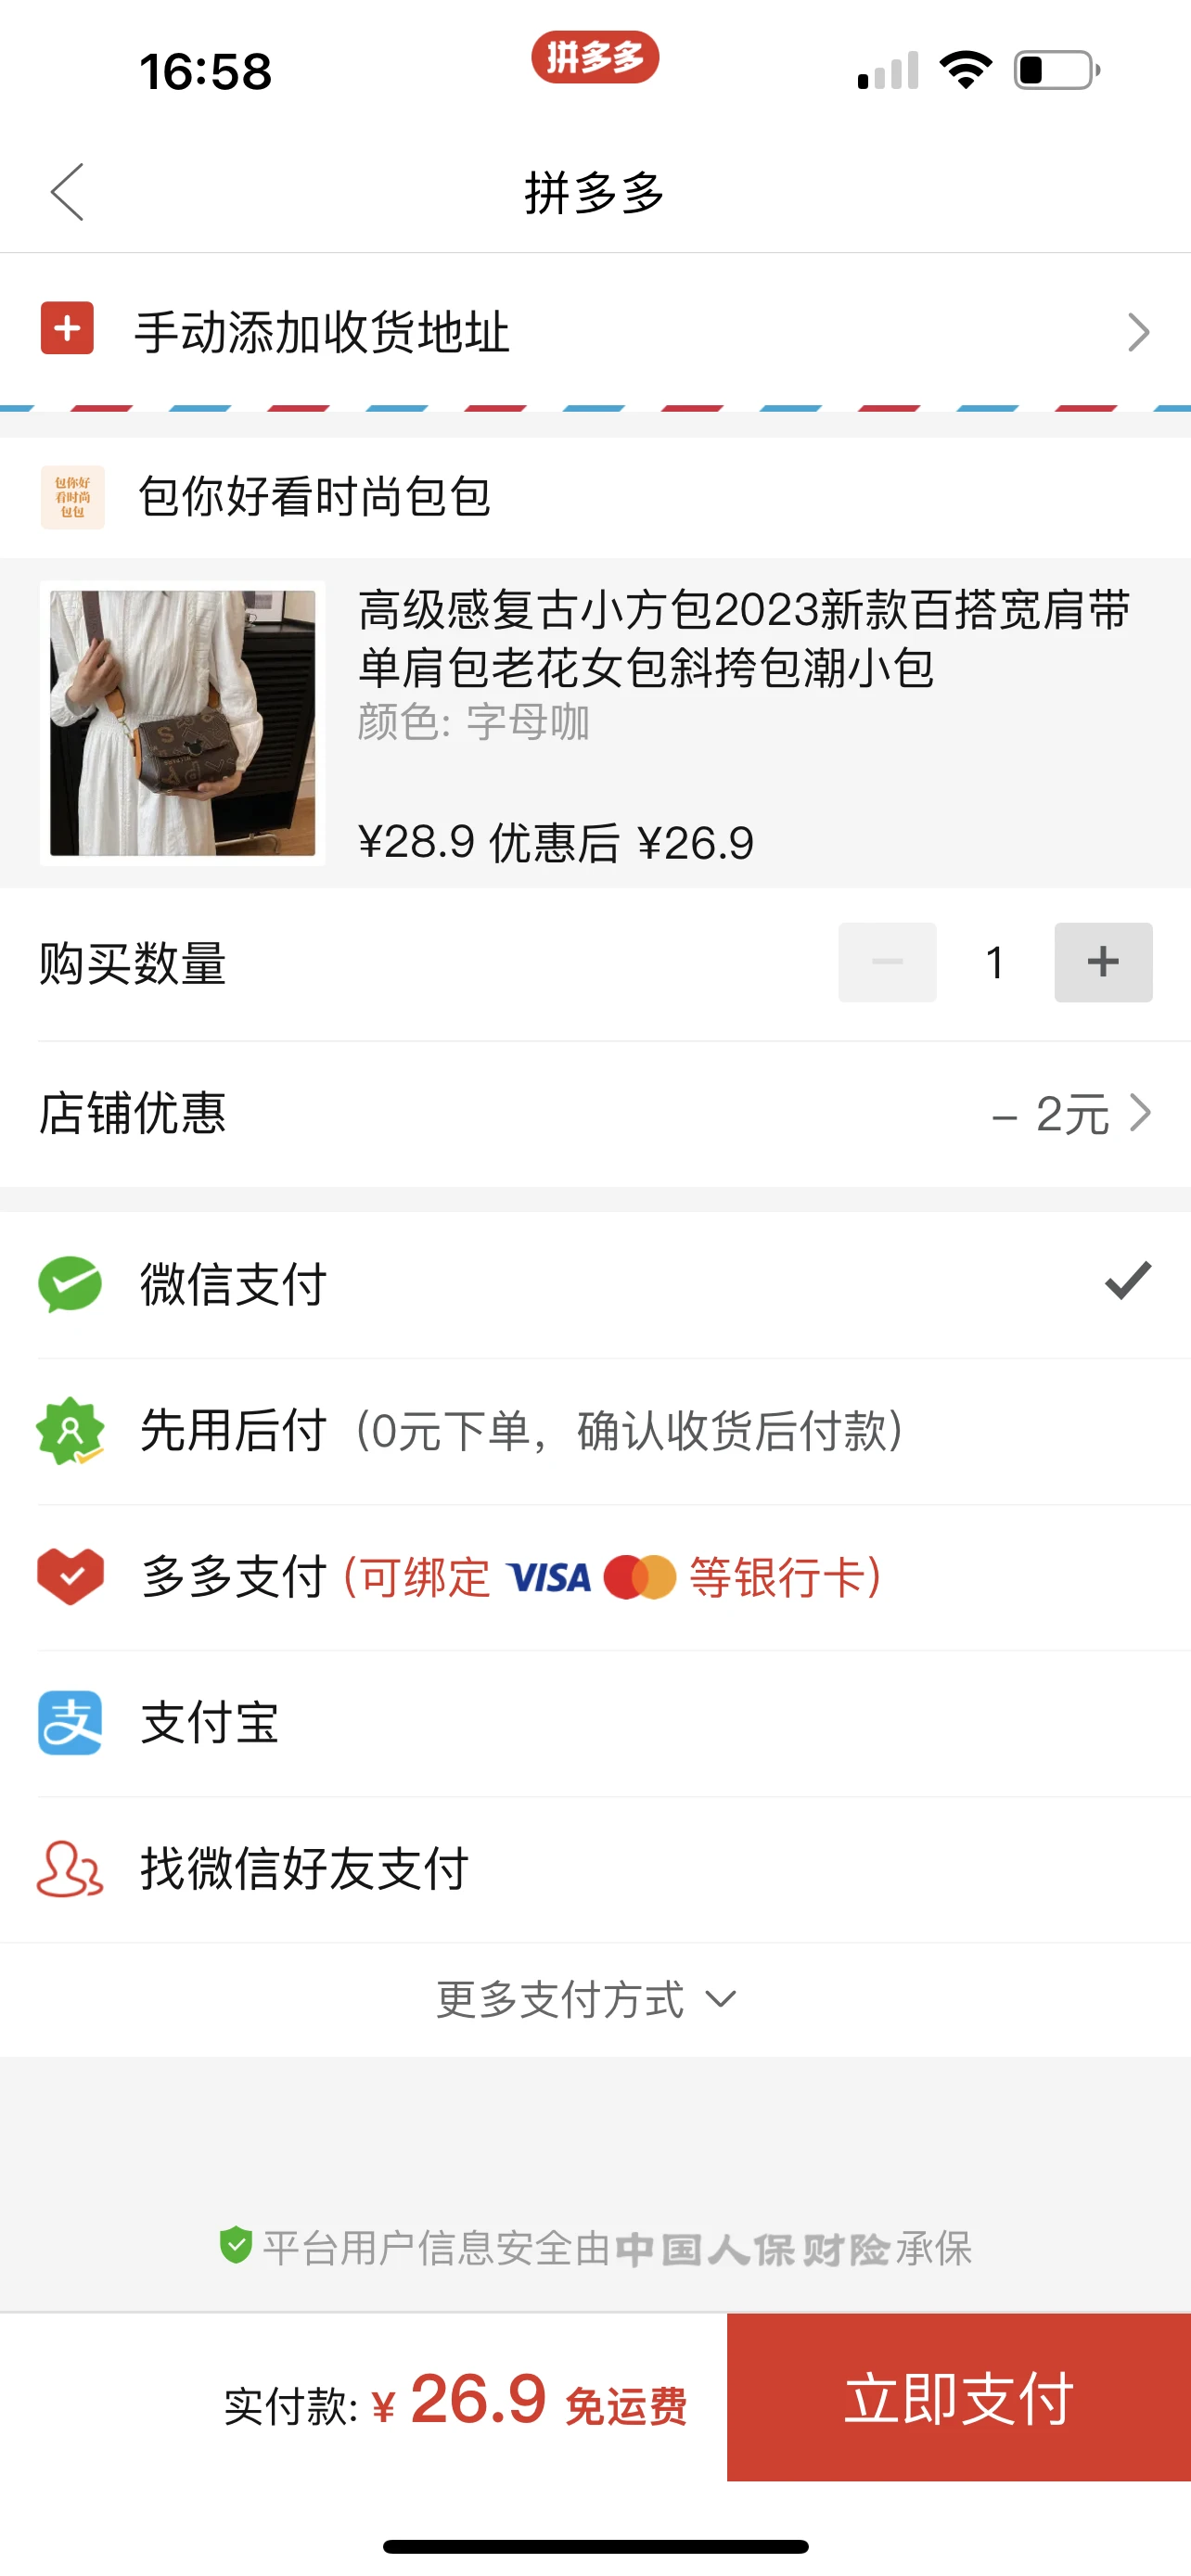 16:58
拼多多
拼多多
手动添加收货地址
包你好
看时尚
包包
包你好看时尚包包
高级感复古小方包2023新款百搭宽肩带
单肩包老花女包斜挎包潮小包
颜色: 字母咖
¥28.9 优惠后 ¥26.9
购买数量
1
店铺优惠
– 2元
微信支付
先用后付 (0元下单，确认收货后付款)
多多支付 (可绑定 VISA 等银行卡)
支
支付宝
找微信好友支付
更多支付方式
平台用户信息安全由中国人保财险承保
实付款: ¥ 26.9 免运费
立即支付